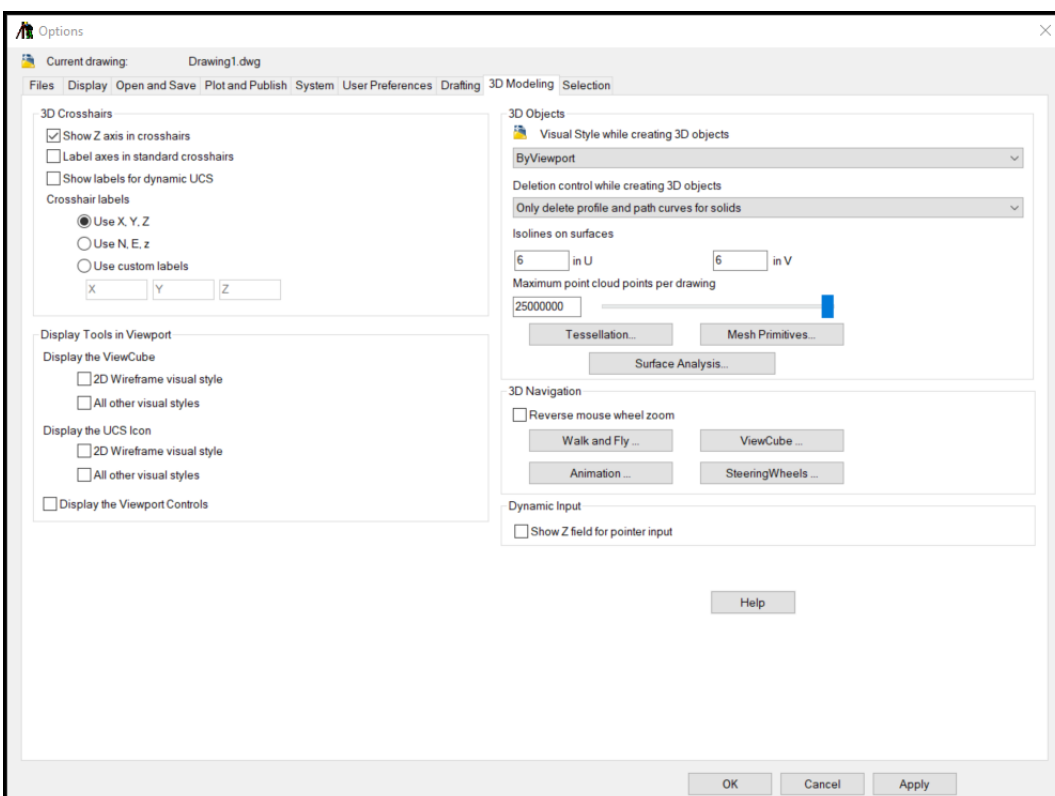 Options
Current drawing: Drawing1.dwg
Files Display Open and Save Plot and Publish System User Preferences Drafting 3D Modeling Selection
3D Crosshairs
Show Z axis in crosshairs
Label axes in standard crosshairs
Show labels for dynamic UCS
Crosshair labels
Use X, Y, Z
Use N, E, z
Use custom labels
X Y Z
Display Tools in Viewport
Display the ViewCube
2D Wireframe visual style
All other visual styles
Display the UCS Icon
2D Wireframe visual style
All other visual styles
Display the Viewport Controls
3D Objects
Visual Style while creating 3D objects
ByViewport
Deletion control while creating 3D objects
Only delete profile and path curves for solids
Isolines on surfaces
6 in U 6 in V
Maximum point cloud points per drawing
25000000
Tessellation... Mesh Primitives...
Surface Analysis...
3D Navigation
Reverse mouse wheel zoom
Walk and Fly ... ViewCube ...
Animation ... SteeringWheels ...
Dynamic Input
Show Z field for pointer input
Help
OK Cancel Apply